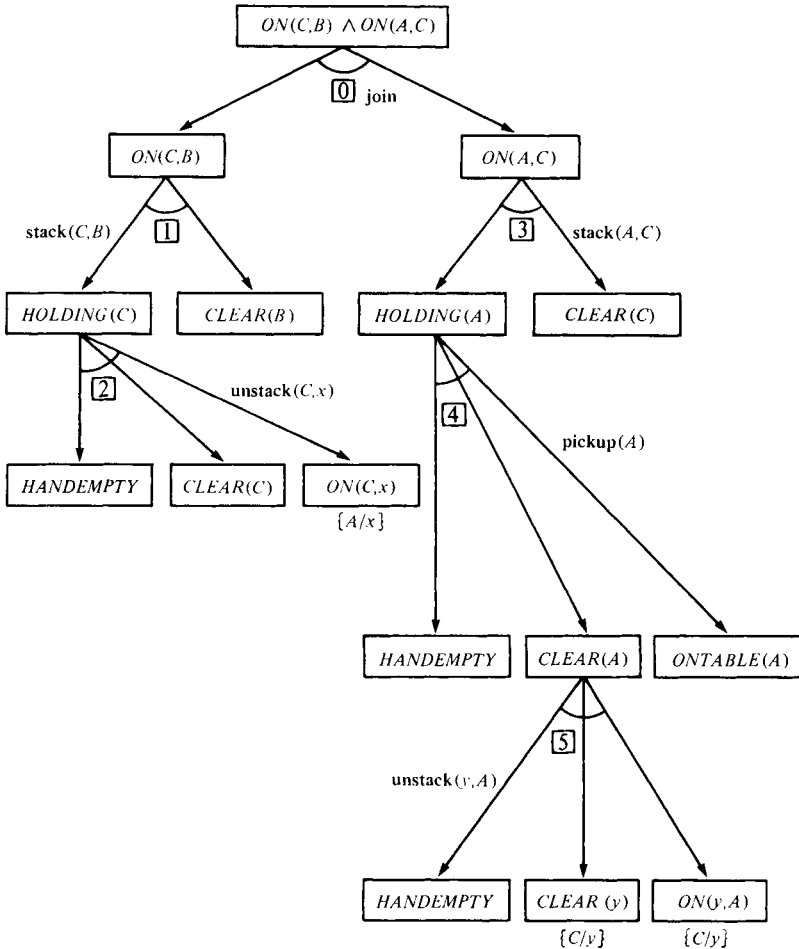 ON(C,B) ∧ ON(A,C)
0 join
ON(C,B) ON(A,C)
stack(C,B) 1 3 stack(A,C)
HOLDING(C) CLEAR(B) HOLDING(A) CLEAR(C)
2 unstack(C,x) 4 pickup(A)
HANDEMPTY CLEAR(C) ON(C,x)
{A/x}
HANDEMPTY CLEAR(A) ONTABLE(A)
5
unstack(y,A)
HANDEMPTY CLEAR(y) ON(y,A)
{C/y} {C/y}